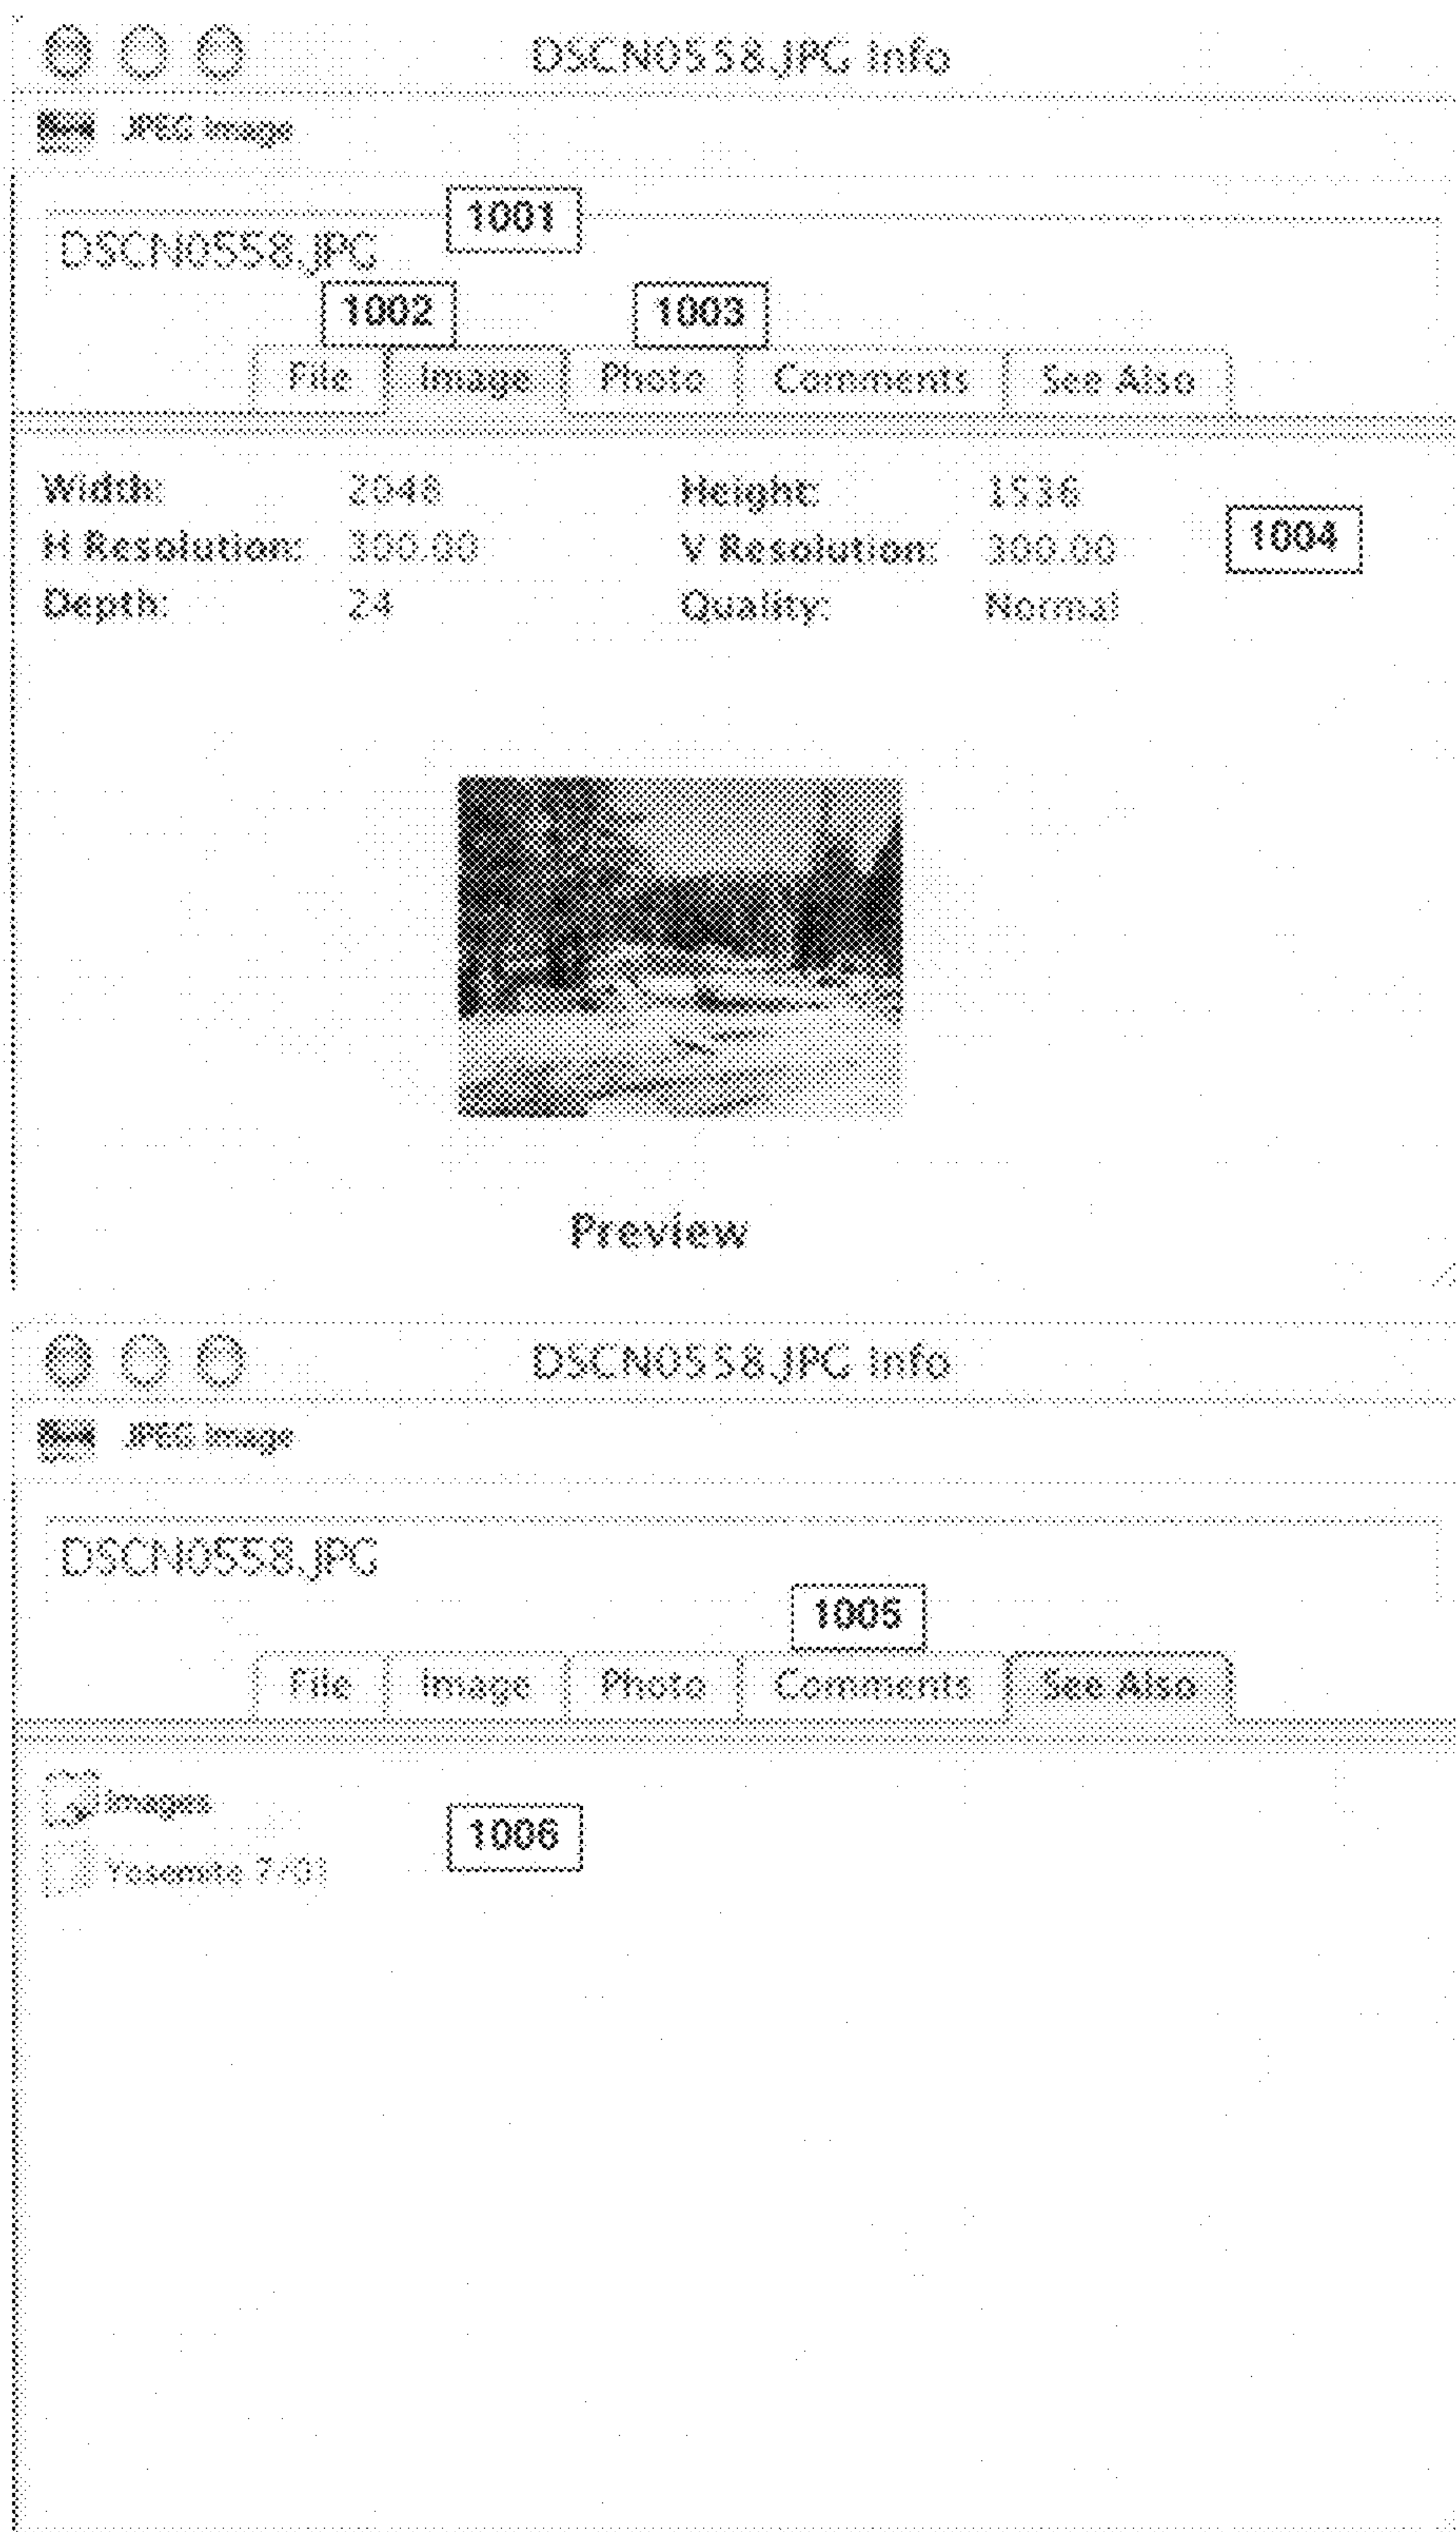 DSCN0558.JPG Info
JPEG Image
1001
DSCN0558.JPG
1002 1003
File Image Photo Comments See Also
Width: 2048 Height: 1536
1004
H Resolution: 300.00 V Resolution: 300.00
Depth: 24 Quality: Normal
Preview
DSCN0558.JPG Info
JPEG Image
DSCN0558.JPG
1005
File Image Photo Comments See Also
Images
1006
Yosemite 7/01